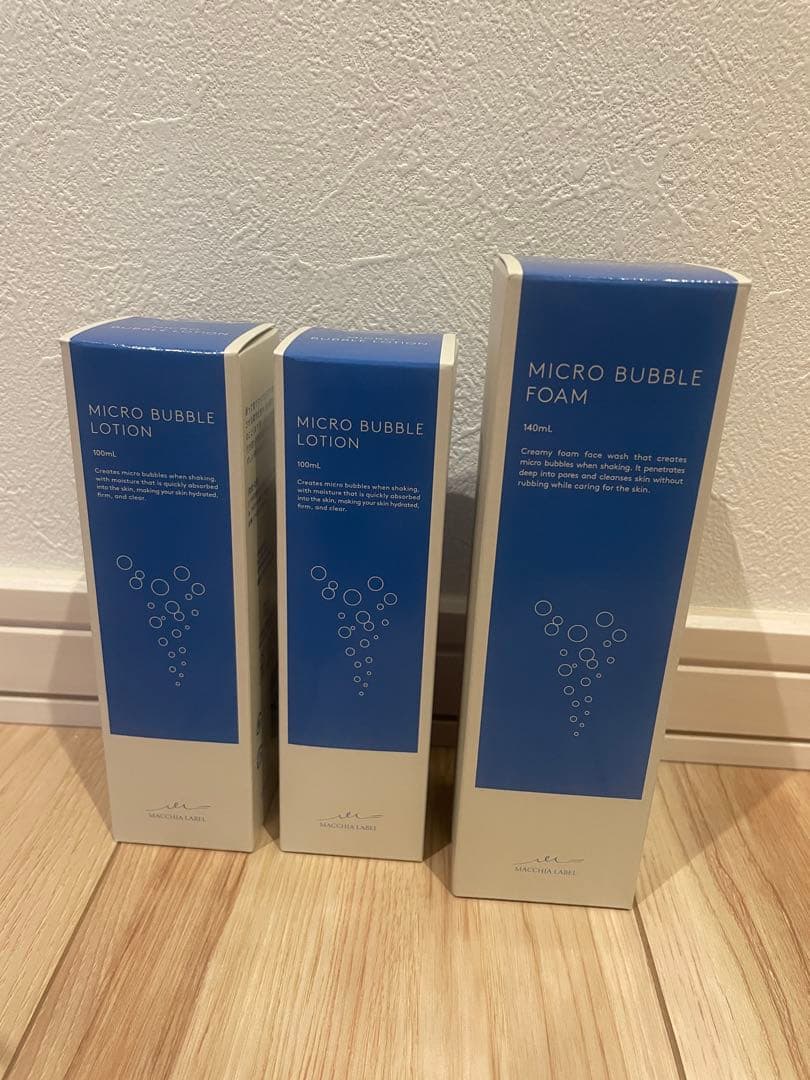 BUBBLE LOTION
MICRO BUBBLE
LOTION
100mL
Creates micro bubbles when shaking,
with moisture that is quickly absorbed
into the skin, making your skin hydrated,
firm, and clear.
MACCHIA LABEL
BUBBLE LOTION
MICRO BUBBLE
LOTION
100mL
Creates micro bubbles when shaking,
with moisture that is quickly absorbed
into the skin, making your skin hydrated,
firm, and clear.
MACCHIA LABEL
MICRO BUBBLE
FOAM
140mL
Creamy foam face wash that creates
micro bubbles when shaking. It penetrates
deep into pores and cleanses skin without
rubbing while caring for the skin.
MACCHIA LABEL